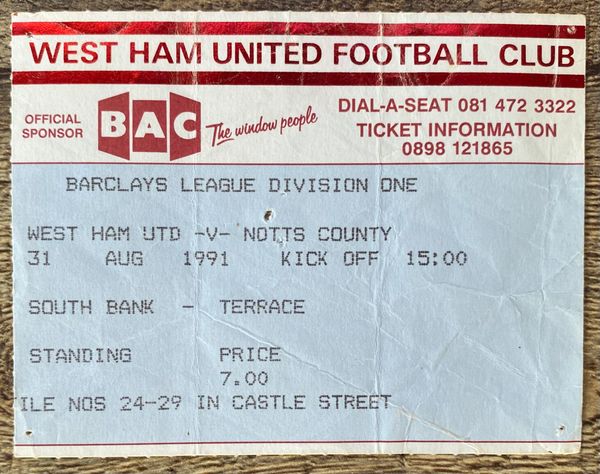 WEST HAM UNITED FOOTBALL CLUB
OFFICIAL SPONSOR
BAC
The window people
DIAL-A-SEAT 081 472 3322
TICKET INFORMATION
0898 121865
BARCLAYS LEAGUE DIVISION ONE
WEST HAM UTD -V- NOTTS COUNTY
31 AUG 1991 KICK OFF 15:00
SOUTH BANK - TERRACE
STANDING PRICE
7.00
ILE NOS 24-29 IN CASTLE STREET